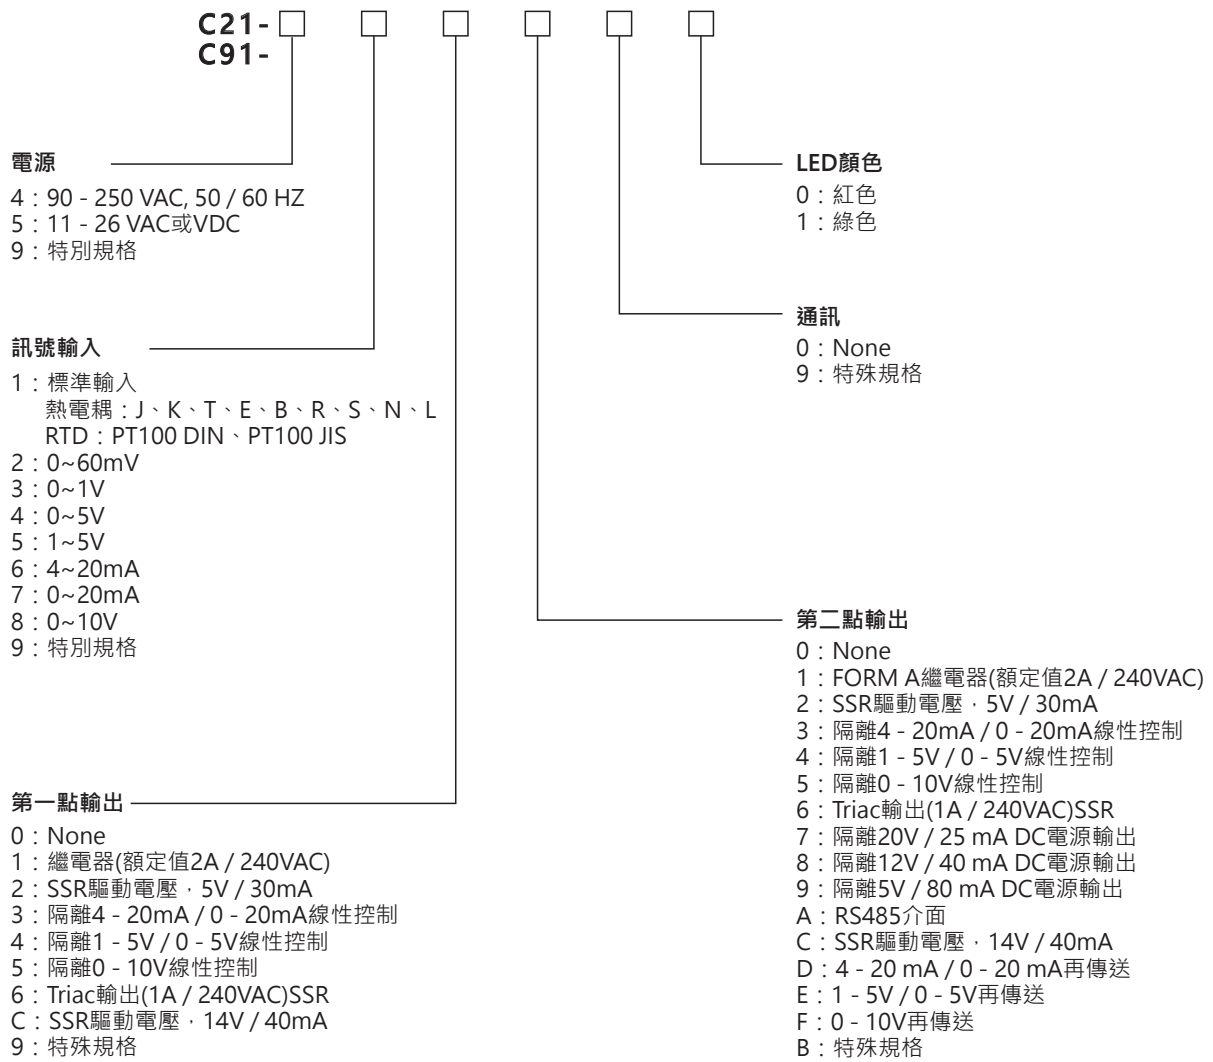 C21-
C91-
電源
4：90 - 250 VAC, 50 / 60 HZ
5：11 - 26 VAC或VDC
9：特別規格
訊號輸入
1：標準輸入
熱電耦：J、K、T、E、B、R、S、N、L
RTD：PT100 DIN、PT100 JIS
2：0~60mV
3：0~1V
4：0~5V
5：1~5V
6：4~20mA
7：0~20mA
8：0~10V
9：特別規格
第一點輸出
0：None
1：繼電器(額定值2A / 240VAC)
2：SSR驅動電壓，5V / 30mA
3：隔離4 - 20mA / 0 - 20mA線性控制
4：隔離1 - 5V / 0 - 5V線性控制
5：隔離0 - 10V線性控制
6：Triac輸出(1A / 240VAC)SSR
C：SSR驅動電壓，14V / 40mA
9：特殊規格
LED顏色
0：紅色
1：綠色
通訊
0：None
9：特殊規格
第二點輸出
0：None
1：FORM A繼電器(額定值2A / 240VAC)
2：SSR驅動電壓，5V / 30mA
3：隔離4 - 20mA / 0 - 20mA線性控制
4：隔離1 - 5V / 0 - 5V線性控制
5：隔離0 - 10V線性控制
6：Triac輸出(1A / 240VAC)SSR
7：隔離20V / 25 mA DC電源輸出
8：隔離12V / 40 mA DC電源輸出
9：隔離5V / 80 mA DC電源輸出
A：RS485介面
C：SSR驅動電壓，14V / 40mA
D：4 - 20 mA / 0 - 20 mA再傳送
E：1 - 5V / 0 - 5V再傳送
F：0 - 10V再傳送
B：特殊規格